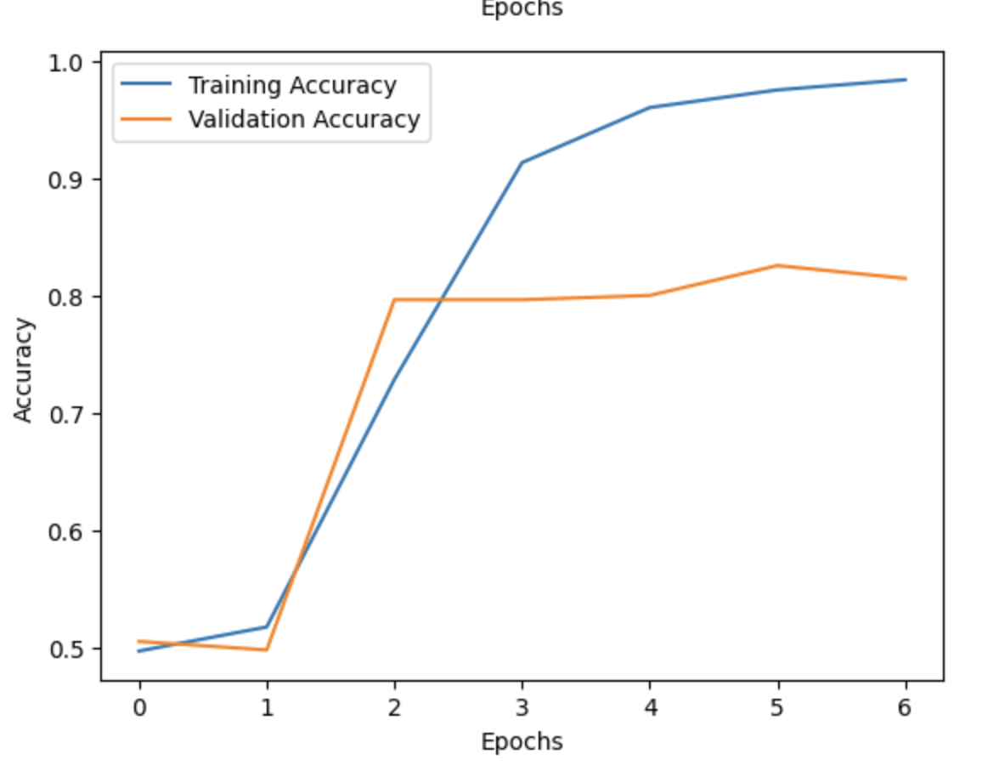 Epochs
1.0
Training Accuracy
Validation Accuracy
0.9
0.8
Accuracy
0.7
0.6
0.5
0 1 2 3 4 5 6
Epochs